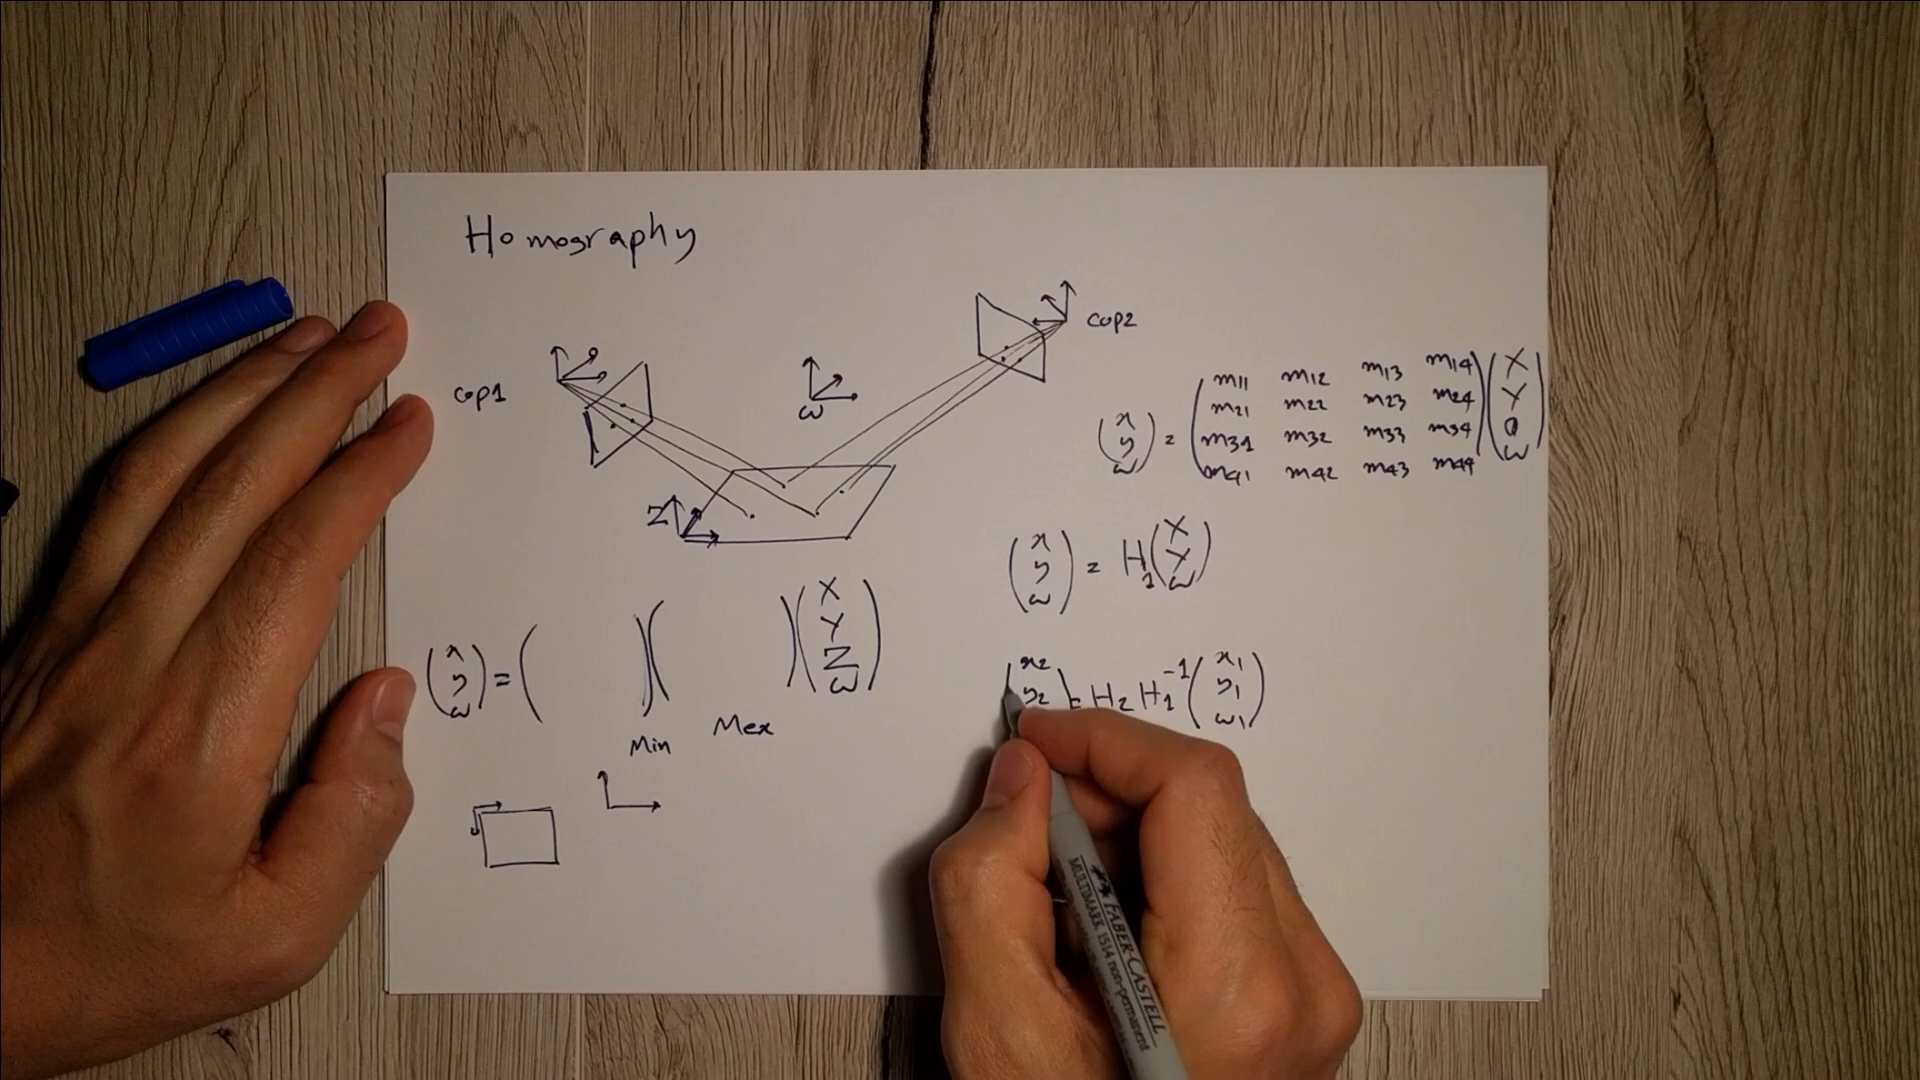 Homography
cop1
cop2
ω
Z
(x y ω) = (m11 m12 m13 m14
m21 m22 m23 m24
m31 m32 m33 m34
m41 m42 m43 m44) (X Y 0 ω)
(x y ω) = H1 (X Y ω)
(x y ω) = ( )( )(X Y Z ω)
Min Mex
(x2 y2) = H2 H1^-1 (x1 y1 ω1)
FABER-CASTELL
MULTIMARK 1514 non-permanent